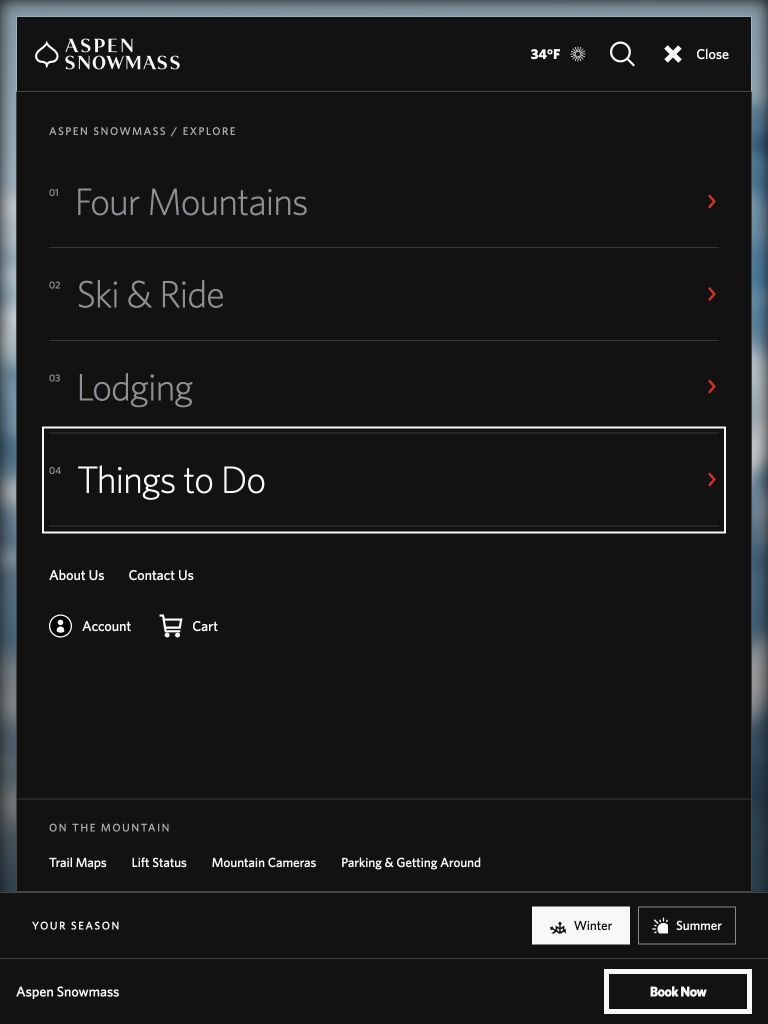 ASPEN
SNOWMASS
34°F
Close
ASPEN SNOWMASS / EXPLORE
01 Four Mountains
02 Ski & Ride
03 Lodging
04 Things to Do
About Us Contact Us
Account Cart
ON THE MOUNTAIN
Trail Maps Lift Status Mountain Cameras Parking & Getting Around
YOUR SEASON Winter Summer
Aspen Snowmass Book Now